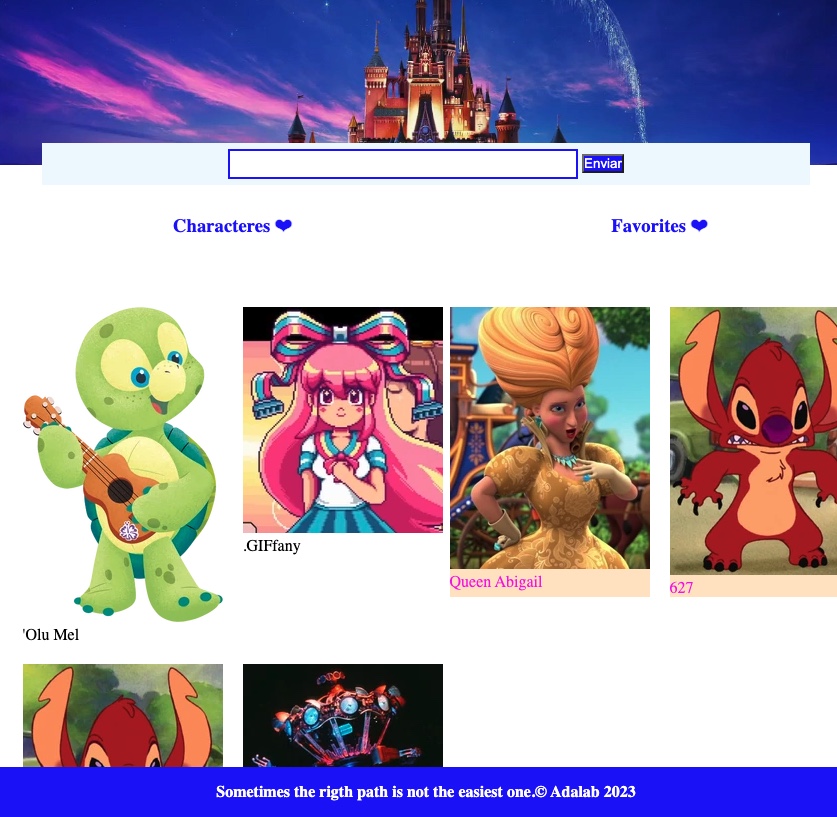 Enviar
Characteres ❤
Favorites ❤
'Olu Mel
.GIFfany
Queen Abigail
627
Sometimes the rigth path is not the easiest one.© Adalab 2023